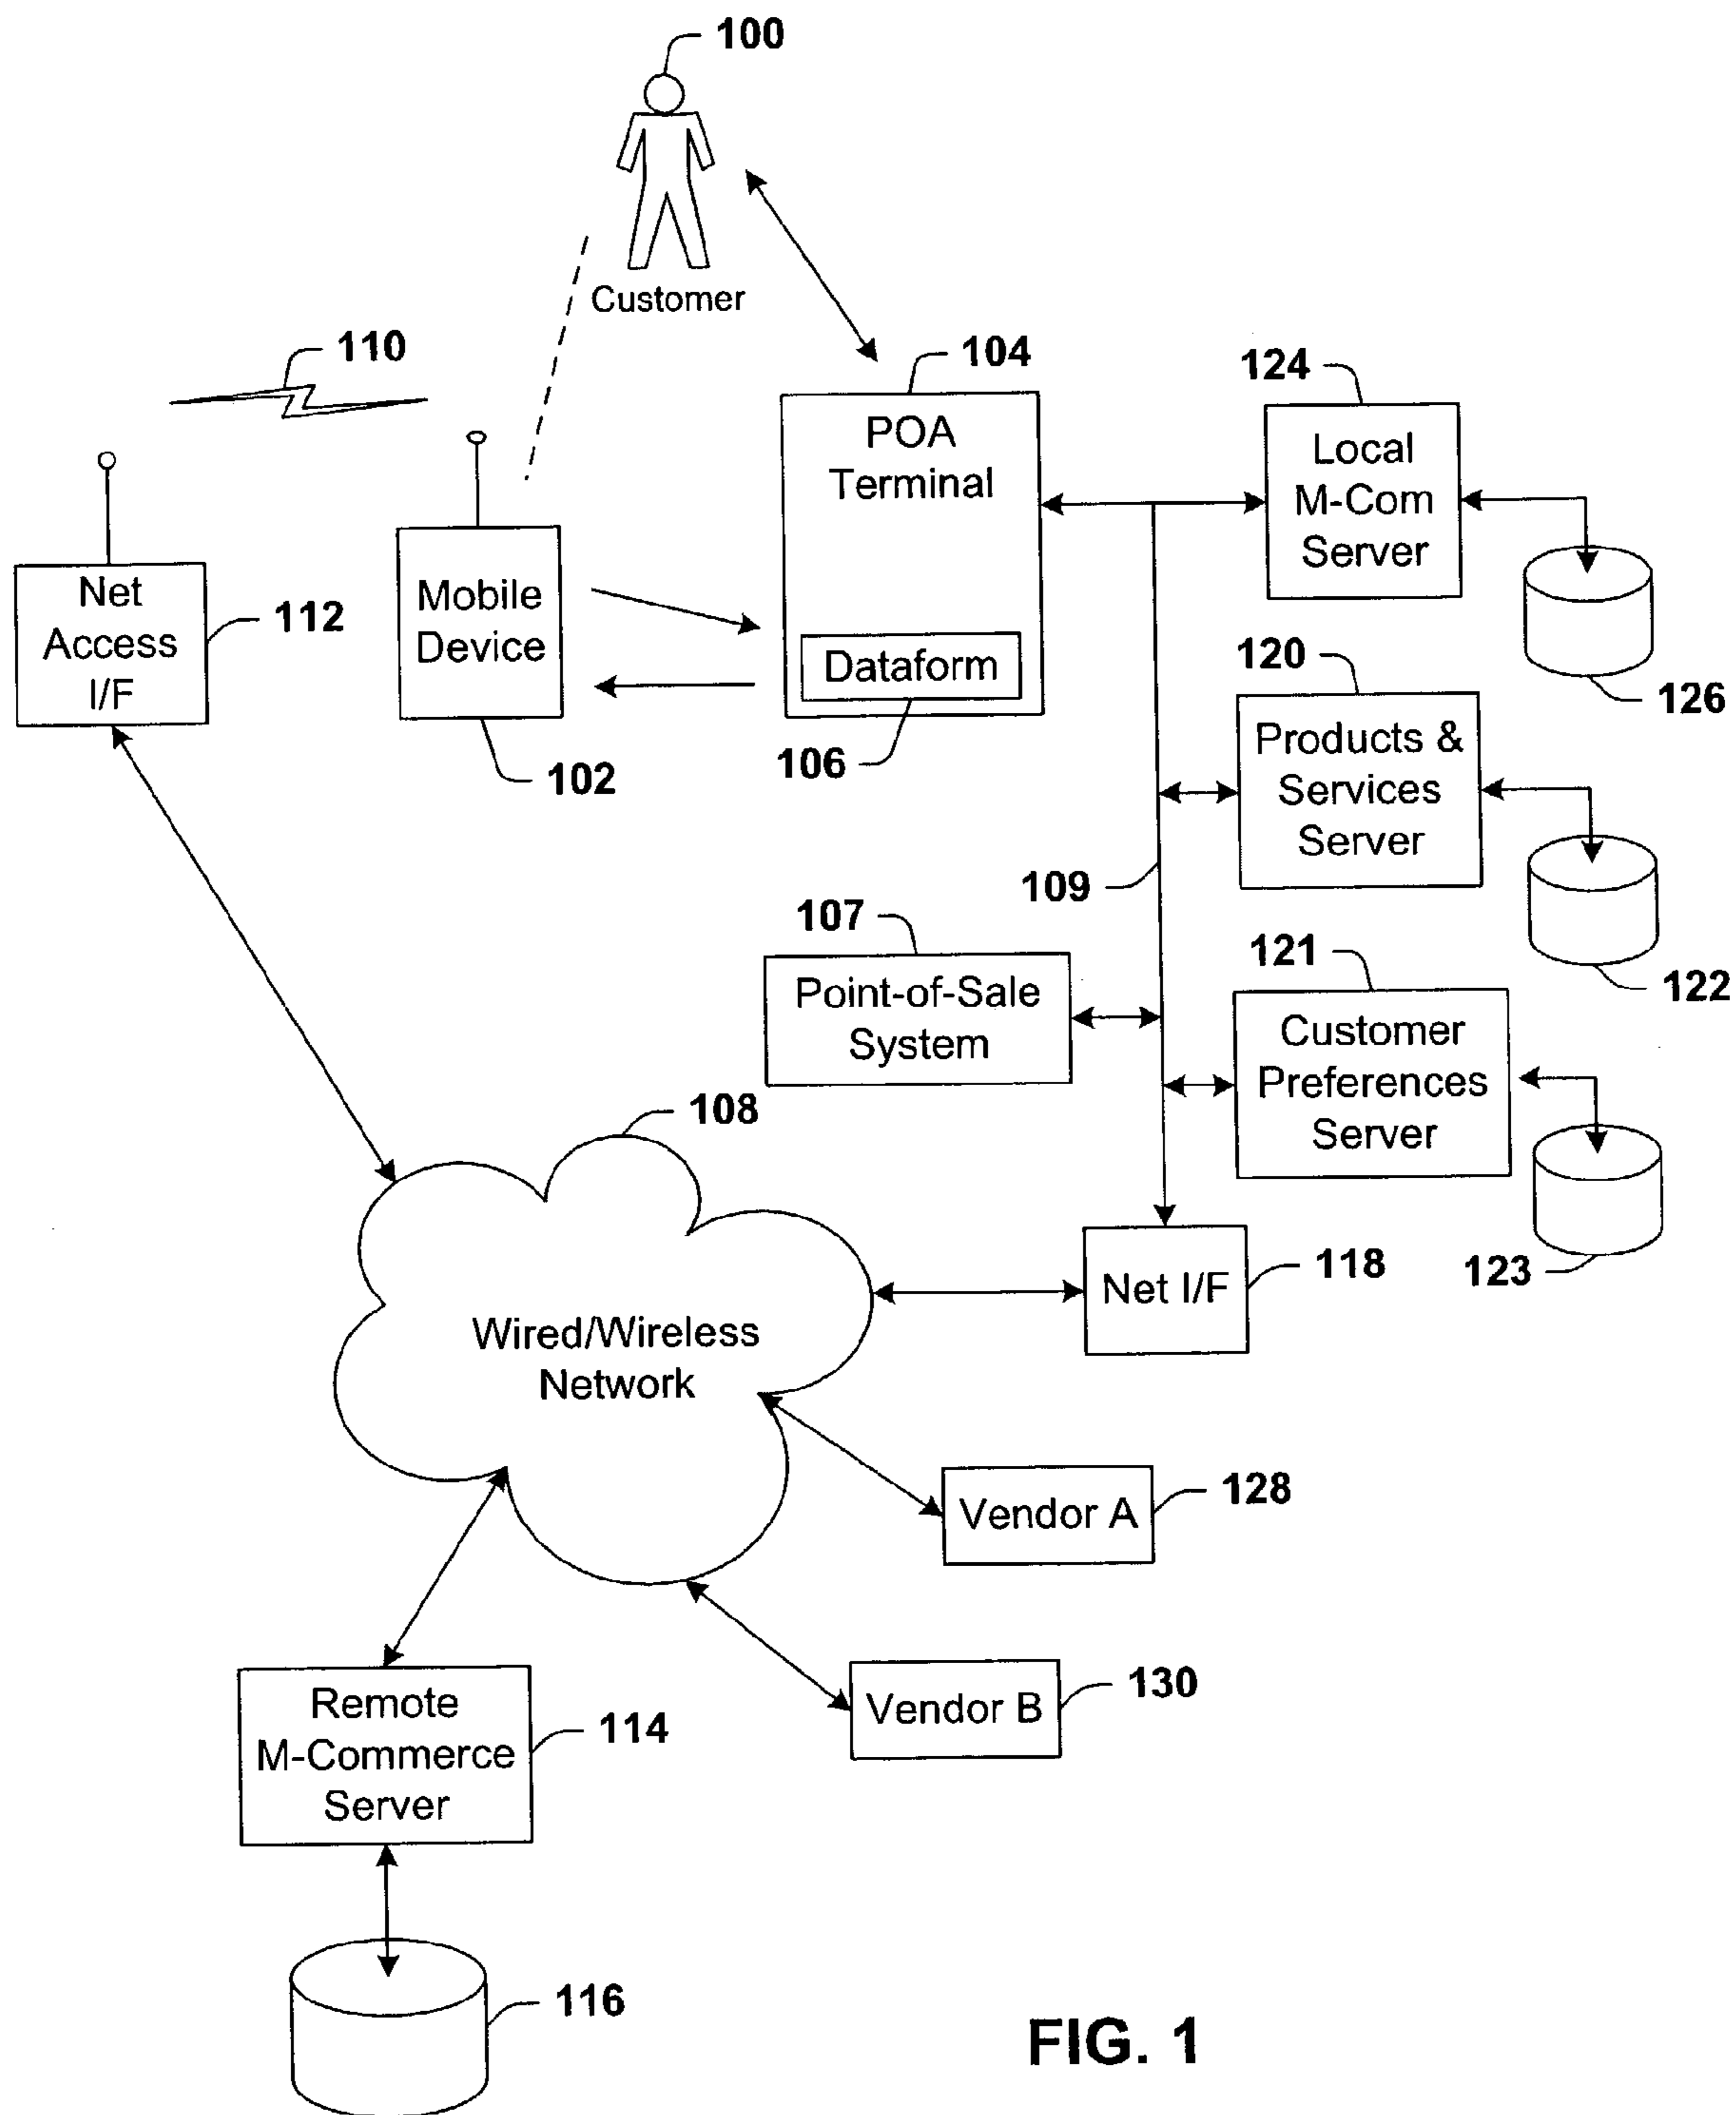 100
Customer
110
104
POA
Terminal
124
Local
M-Com
Server
Net
Access
I/F
112
Mobile
Device
102
Dataform
106
126
120
Products &
Services
Server
109
122
107
Point-of-Sale
System
121
Customer
Preferences
Server
108
123
118
Net I/F
Wired/Wireless
Network
128
Vendor A
130
Vendor B
Remote
M-Commerce
Server
114
116
FIG. 1